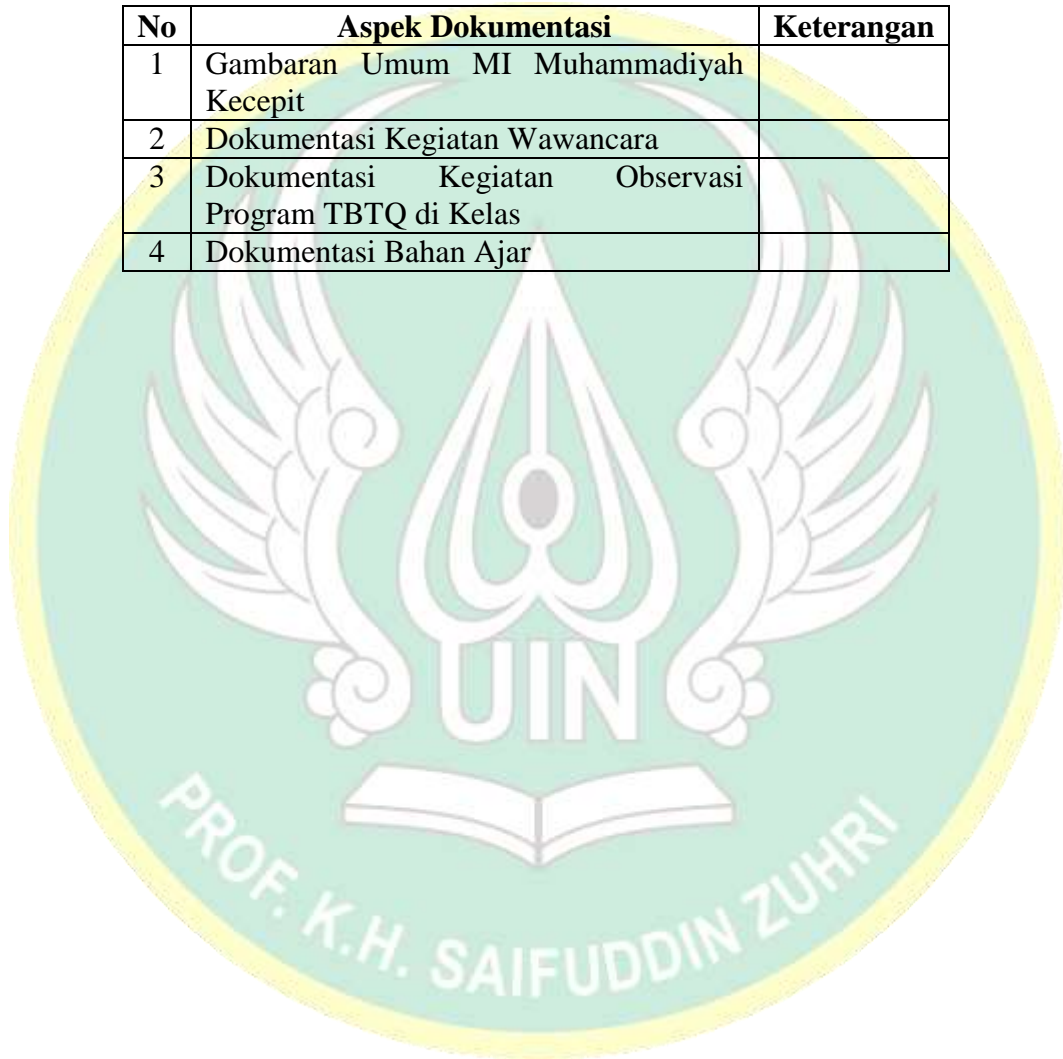 No Aspek Dokumentasi Keterangan
1 Gambaran Umum MI Muhammadiyah
Kecepit
2 Dokumentasi Kegiatan Wawancara
3 Dokumentasi Kegiatan Observasi
Program TBTQ di Kelas
4 Dokumentasi Bahan Ajar
UIN
PROF. K.H. SAIFUDDIN ZUHRI